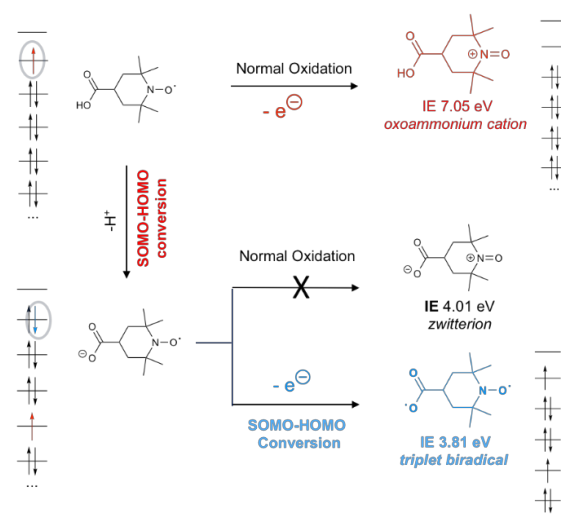 Normal Oxidation
- e⊖
O
HO
N
O·
O
HO
⊕N=O
IE 7.05 eV
oxoammonium cation
...
...
-H⁺
SOMO-HOMO
conversion
Normal Oxidation
X
O
⊖O
⊕N=O
IE 4.01 eV
zwitterion
O
⊖O
N
O·
- e⊖
SOMO-HOMO
Conversion
O
·O
N
O·
IE 3.81 eV
triplet biradical
...
...